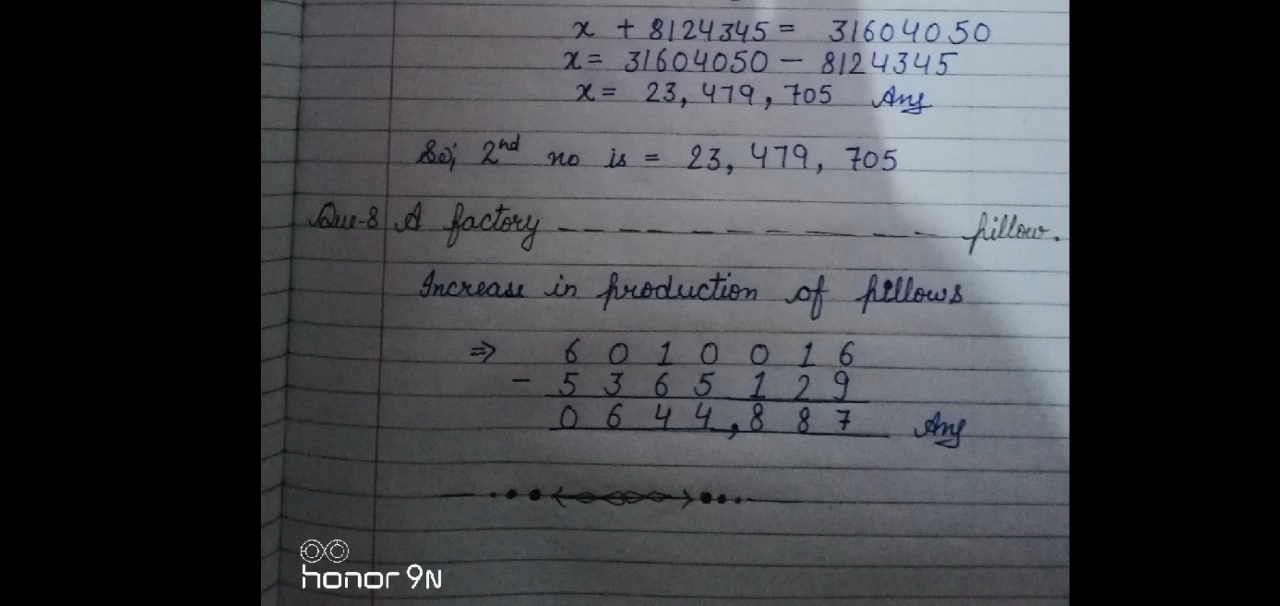 x + 8124345 = 31604050
x = 31604050 - 8124345
x = 23, 479, 705 Ans
So, 2nd no is = 23, 479, 705
Que-8 A factory ---------- pillow.
Increase in production of pillows
⇒ 6 0 1 0 0 1 6
- 5 3 6 5 1 2 9
0 6 4 4 , 8 8 7 Ans
honor 9N